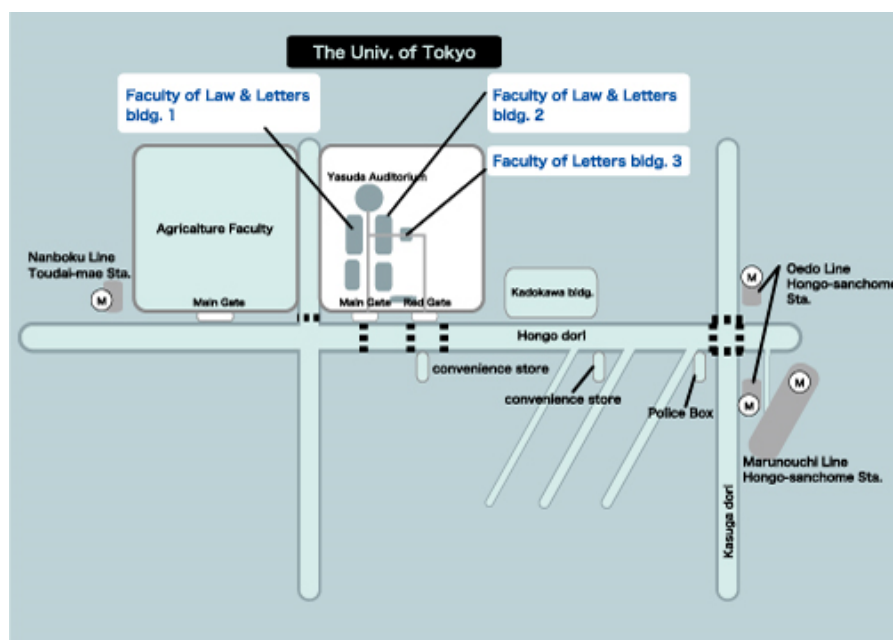 The Univ. of Tokyo
Faculty of Law & Letters
bldg. 1
Faculty of Law & Letters
bldg. 2
Faculty of Letters bldg. 3
Yasuda Auditorium
Agricalture Faculty
Nanboku Line
Toudai-mae Sta.
M
Main Gate
Main Gate
Red Gate
Kadokawa bldg.
M
Oedo Line
Hongo-sanchome
Sta.
Hongo dori
convenience store
convenience store
Police Box
M
M
Marunouchi Line
Hongo-sanchome Sta.
Kasuga dori